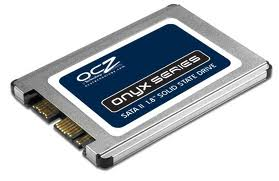 OCZ
ONYX SERIES
SATA II 1.8" SOLID STATE DRIVE